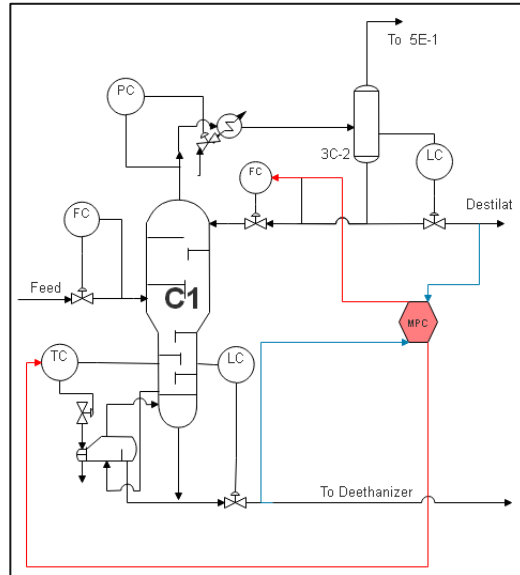 To 5E-1
PC
3C-2
LC
FC
FC
Destilat
Feed
C1
MPC
TC
LC
To Deethanizer